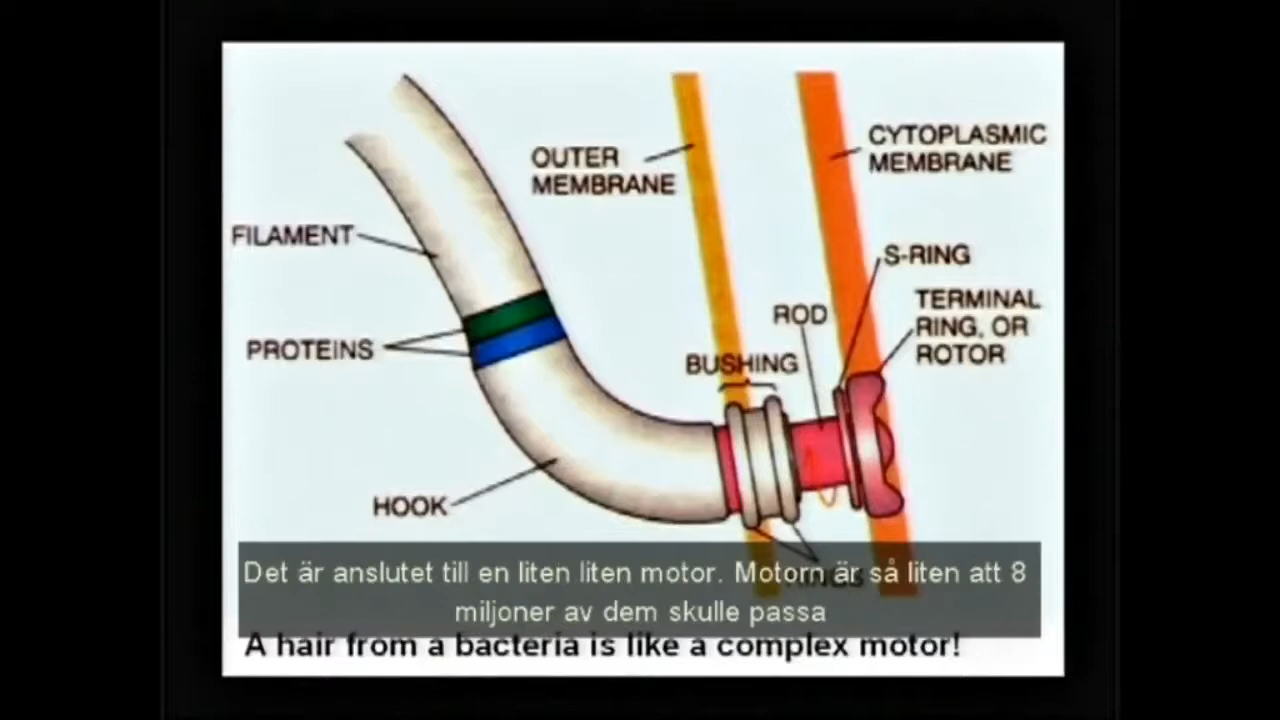 OUTER
MEMBRANE
CYTOPLASMIC
MEMBRANE
FILAMENT
S-RING
TERMINAL
RING, OR
ROTOR
ROD
PROTEINS
BUSHING
HOOK
RINGS
Det är anslutet till en liten liten motor. Motorn är så liten att 8
miljoner av dem skulle passa
A hair from a bacteria is like a complex motor!